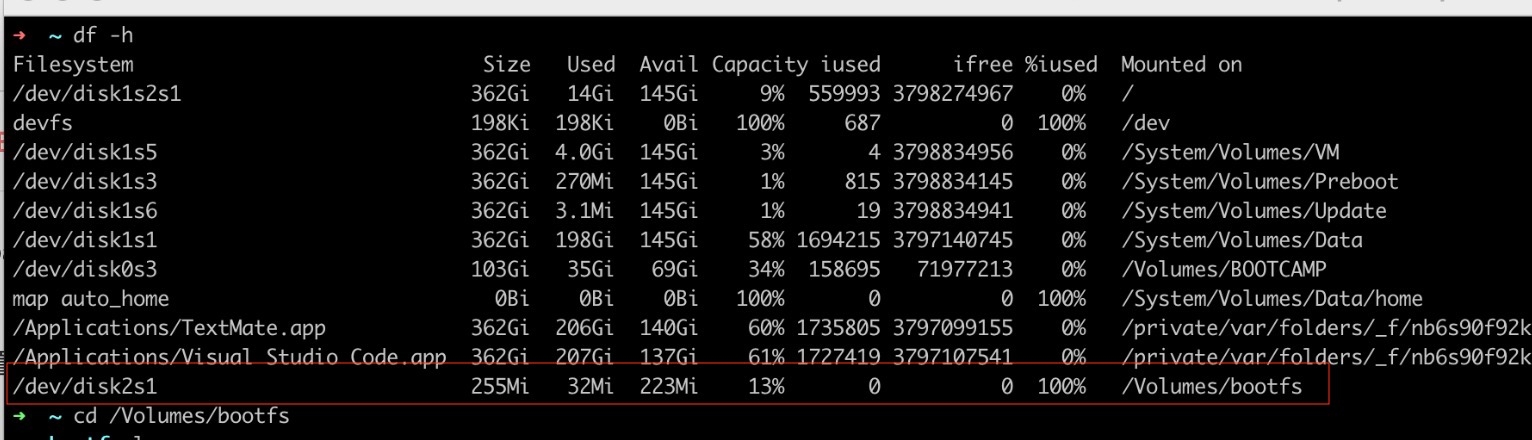 ➜ ~ df -h
Filesystem Size Used Avail Capacity iused ifree %iused Mounted on
/dev/disk1s2s1 362Gi 14Gi 145Gi 9% 559993 3798274967 0% /
devfs 198Ki 198Ki 0Bi 100% 687 0 100% /dev
/dev/disk1s5 362Gi 4.0Gi 145Gi 3% 4 3798834956 0% /System/Volumes/VM
/dev/disk1s3 362Gi 270Mi 145Gi 1% 815 3798834145 0% /System/Volumes/Preboot
/dev/disk1s6 362Gi 3.1Mi 145Gi 1% 19 3798834941 0% /System/Volumes/Update
/dev/disk1s1 362Gi 198Gi 145Gi 58% 1694215 3797140745 0% /System/Volumes/Data
/dev/disk0s3 103Gi 35Gi 69Gi 34% 158695 71977213 0% /Volumes/BOOTCAMP
map auto_home 0Bi 0Bi 0Bi 100% 0 0 100% /System/Volumes/Data/home
/Applications/TextMate.app 362Gi 206Gi 140Gi 60% 1735805 3797099155 0% /private/var/folders/_f/nb6s90f92k
/Applications/Visual Studio Code.app 362Gi 207Gi 137Gi 61% 1727419 3797107541 0% /private/var/folders/_f/nb6s90f92k
/dev/disk2s1 255Mi 32Mi 223Mi 13% 0 0 100% /Volumes/bootfs
➜ ~ cd /Volumes/bootfs